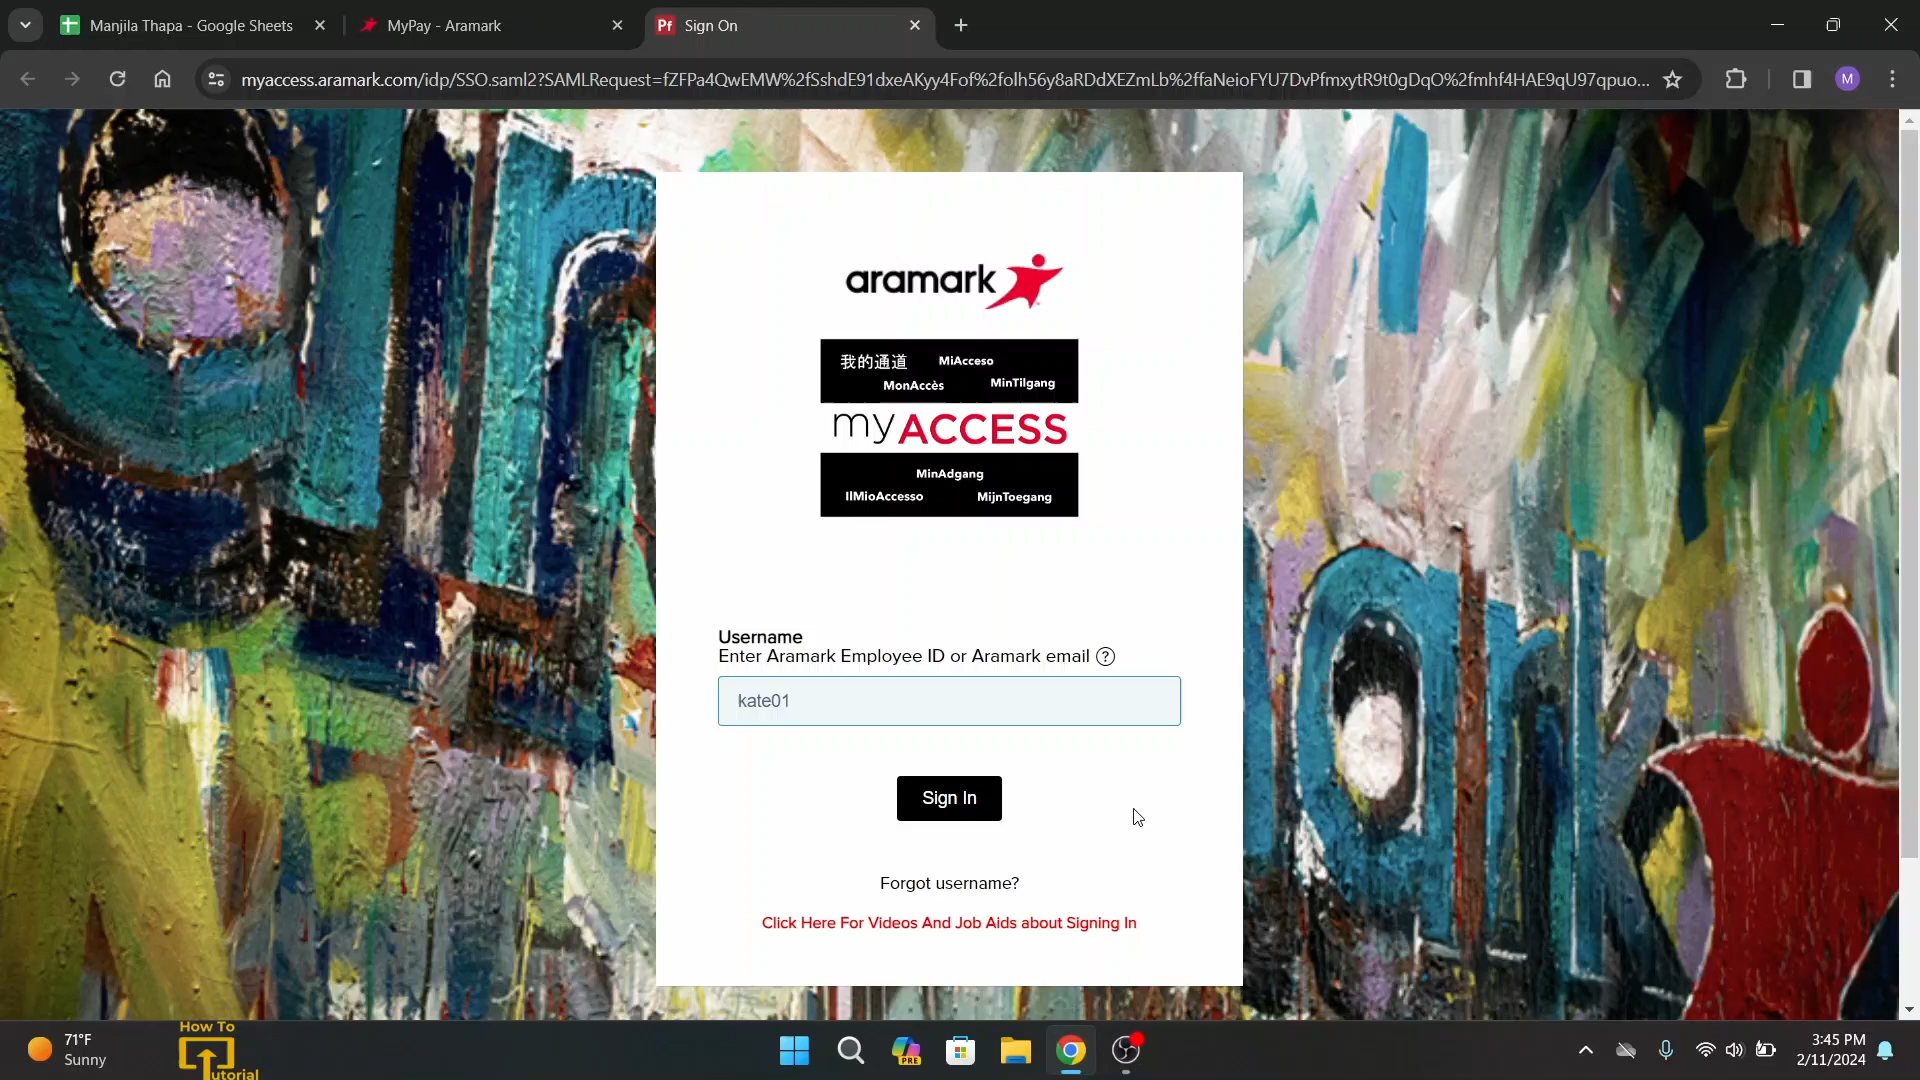 Manjila Thapa - Google Sheets
MyPay - Aramark
Pf Sign On
M
myaccess.aramark.com/idp/SSO.saml2?SAMLRequest=fZFPa4QwEMW%2fSshdE91dxeAKyy4Fof%2folh56y8aRDdXEZmLb%2ffaNeioFYU7DvPfmxytR9t0gDqO%2fmhf4HAE9qU97qpuo...
aramark
我的通道 MiAcceso
MonAccès MinTilgang
myACCESS
MinAdgang
IlMioAccesso MijnToegang
Username
Enter Aramark Employee ID or Aramark email ?
kate01
Sign In
Forgot username?
Click Here For Videos And Job Aids about Signing In
71°F
Sunny
How To
Tutorial
PRE
3:45 PM
2/11/2024